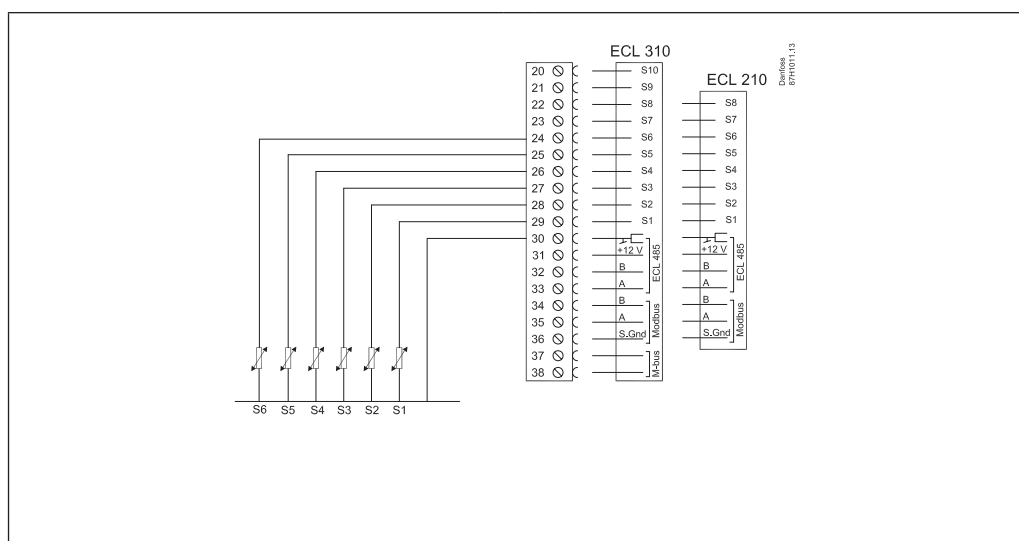 ECL 310
ECL 210
Danfoss
87H1011.13
20 S10
21 S9
22 S8 S8
23 S7 S7
24 S6 S6
25 S5 S5
26 S4 S4
27 S3 S3
28 S2 S2
29 S1 S1
30
31 +12 V +12 V
32 B B
33 A A
ECL 485 ECL 485
34 B B
35 A A
36 S.Gnd S.Gnd
Modbus Modbus
37
38
M-bus
S6 S5 S4 S3 S2 S1